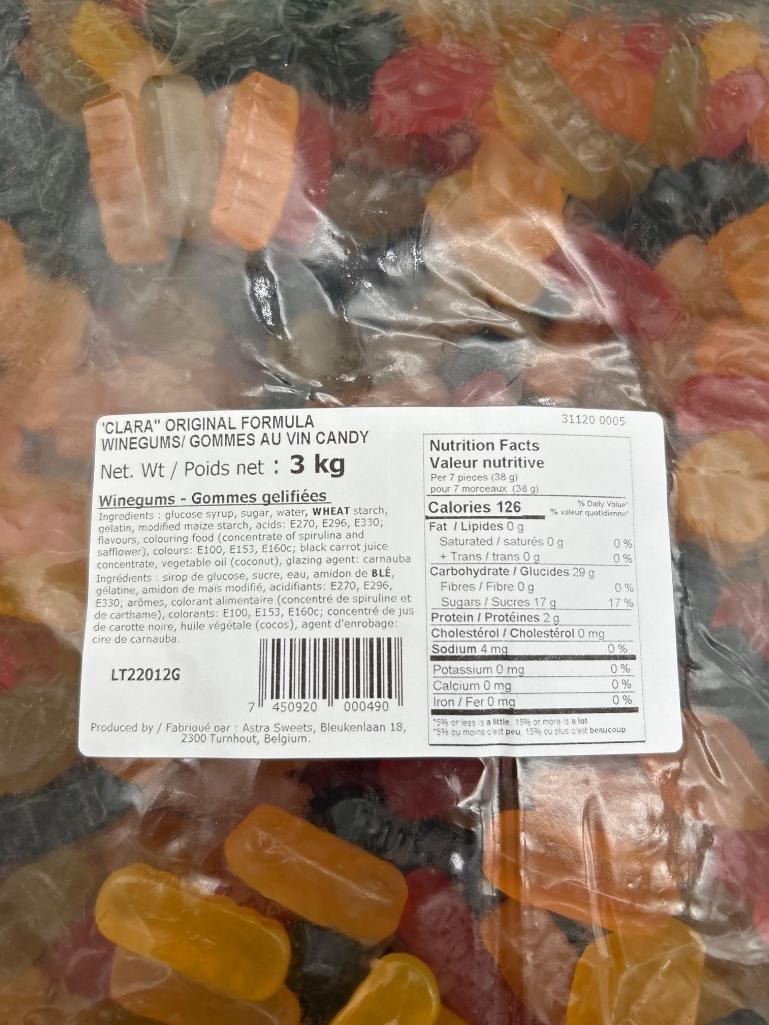 'CLARA" ORIGINAL FORMULA
WINEGUMS/ GOMMES AU VIN CANDY
Net. Wt / Poids net : 3 kg
Winegums - Gommes gelifiées
Ingredients : glucose syrup, sugar, water, WHEAT starch,
gelatin, modified maize starch, acids: E270, E296, E330;
flavours, colouring food (concentrate of spirulina and
safflower), colours: E100, E153, E160c; black carrot juice
concentrate, vegetable oil (coconut), glazing agent: carnauba
Ingrédients : sirop de glucose, sucre, eau, amidon de BLÉ,
gélatine, amidon de maïs modifié, acidifiants: E270, E296,
E330; arômes, colorant alimentaire (concentré de spiruline et
de carthame), colorants: E100, E153, E160c; concentré de jus
de carotte noire, huile végétale (cocos), agent d'enrobage:
cire de carnauba.
LT22012G
7 450920 000490
Produced by / Fabriqué par : Astra Sweets, Bleukenlaan 18,
2300 Turnhout, Belgium.
31120 0005
Nutrition Facts
Valeur nutritive
Per 7 pieces (38 g)
pour 7 morceaux (38 g)
Calories 126
% Daily Value*
% valeur quotidienne*
Fat / Lipides 0 g
Saturated / saturés 0 g 0 %
+ Trans / trans 0 g 0 %
Carbohydrate / Glucides 29 g
Fibres / Fibre 0 g 0 %
Sugars / Sucres 17 g 17 %
Protein / Protéines 2 g
Cholestérol / Cholestérol 0 mg
Sodium 4 mg 0 %
Potassium 0 mg 0 %
Calcium 0 mg 0 %
Iron / Fer 0 mg 0 %
*5% or less is a little, 15% or more is a lot
*5% ou moins c'est peu, 15% ou plus c'est beaucoup